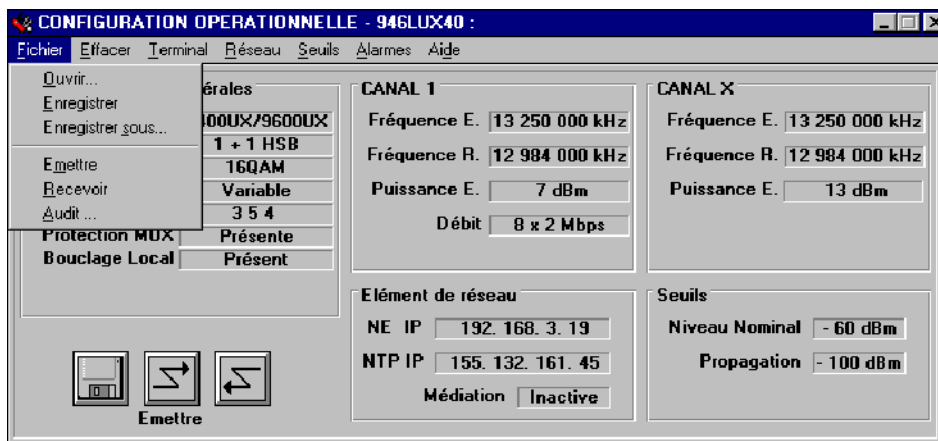 CONFIGURATION OPERATIONNELLE - 946LUX40 :
Fichier Effacer Terminal Réseau Seuils Alarmes Aide
Ouvrir...
Enregistrer
Enregistrer sous...
Emettre
Recevoir
Audit ...
érales
400UX/9600UX
1 + 1 HSB
16QAM
Variable
3 5 4
Protection MUX Présente
Bouclage Local Présent
Emettre
CANAL 1
Fréquence E. 13 250 000 kHz
Fréquence R. 12 984 000 kHz
Puissance E. 7 dBm
Débit 8 x 2 Mbps
CANAL X
Fréquence E. 13 250 000 kHz
Fréquence R. 12 984 000 kHz
Puissance E. 13 dBm
Elément de réseau
NE IP 192. 168. 3. 19
NTP IP 155. 132. 161. 45
Médiation Inactive
Seuils
Niveau Nominal - 60 dBm
Propagation - 100 dBm